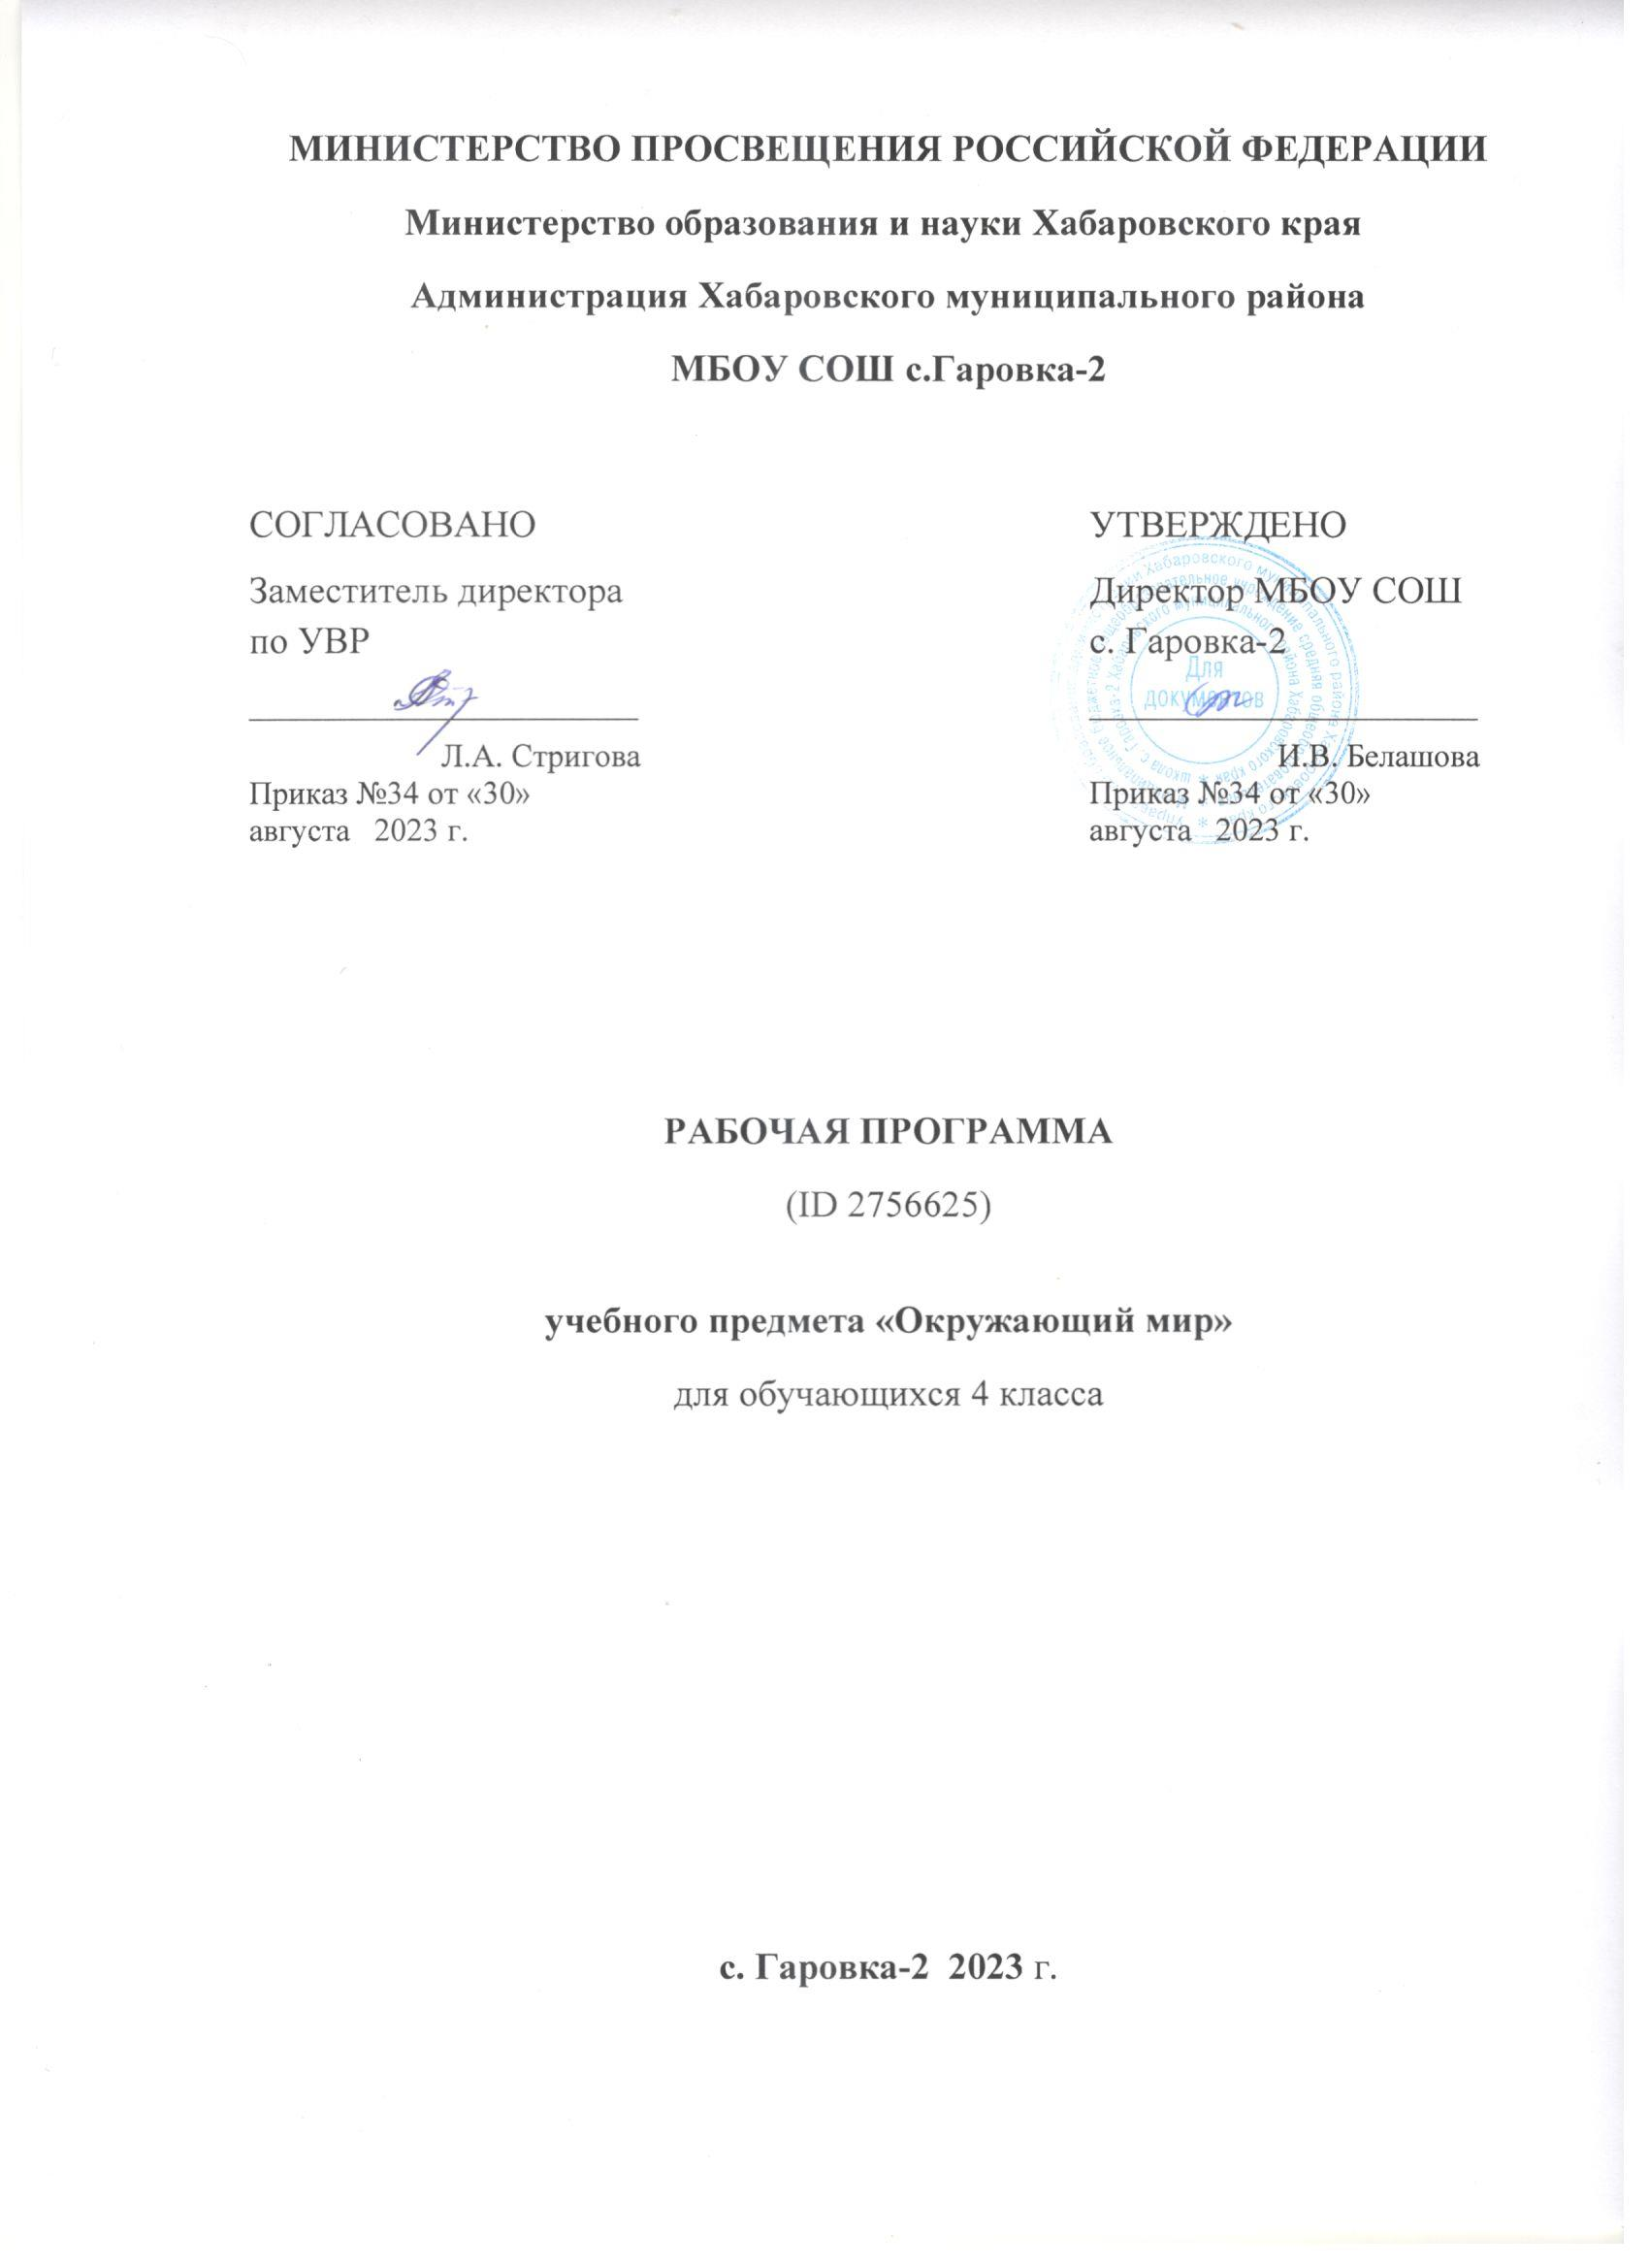 МИНИСТЕРСТВО ПРОСВЕЩЕНИЯ РОССИЙСКОЙ ФЕДЕРАЦИИ
Министерство образования и науки Хабаровского края
Администрация Хабаровского муниципального района
МБОУ СОШ с.Гаровка-2
СОГЛАСОВАНО
Заместитель директора
по УВР
Л.А. Стригова
Приказ №34 от «30»
августа 2023 г.
УТВЕРЖДЕНО
Директор МБОУ СОШ
с. Гаровка-2
Для
документов
И.В. Белашова
Приказ №34 от «30»
августа 2023 г.
РАБОЧАЯ ПРОГРАММА
(ID 2756625)
учебного предмета «Окружающий мир»
для обучающихся 4 класса
с. Гаровка-2 2023 г.